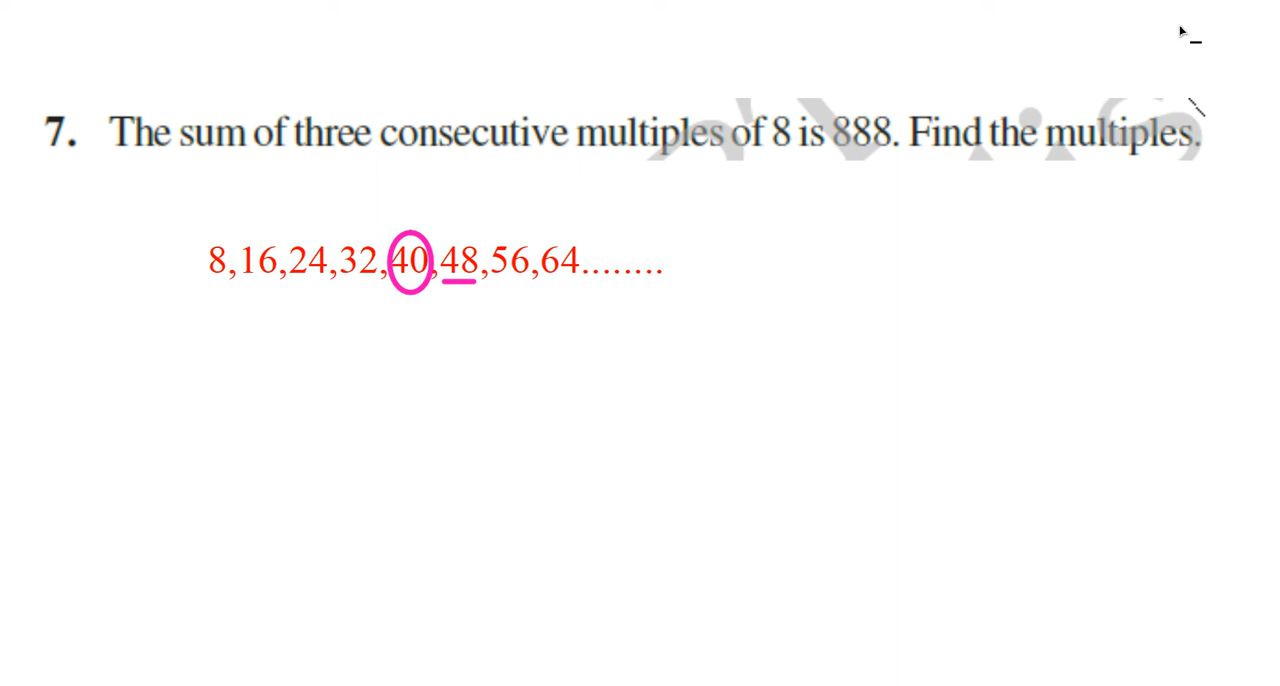 7. The sum of three consecutive multiples of 8 is 888. Find the multiples.
8,16,24,32,40,48,56,64........